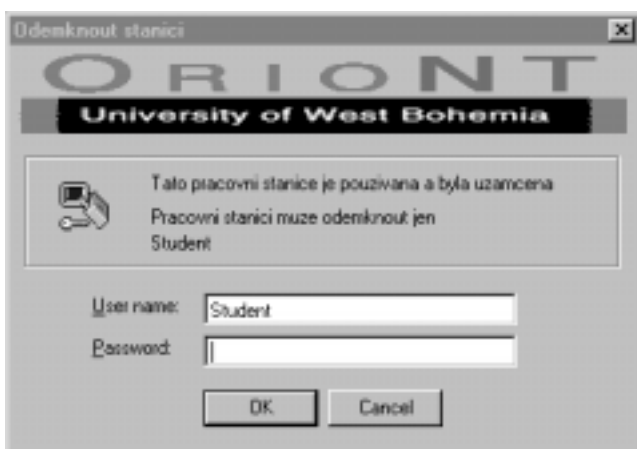 Odemknout stanici
ORIONT
University of West Bohemia
Tato pracovni stanice je pouzivana a byla uzamcena
Pracovni stanici muze odemknout jen
Student
User name: Student
Password:
OK Cancel